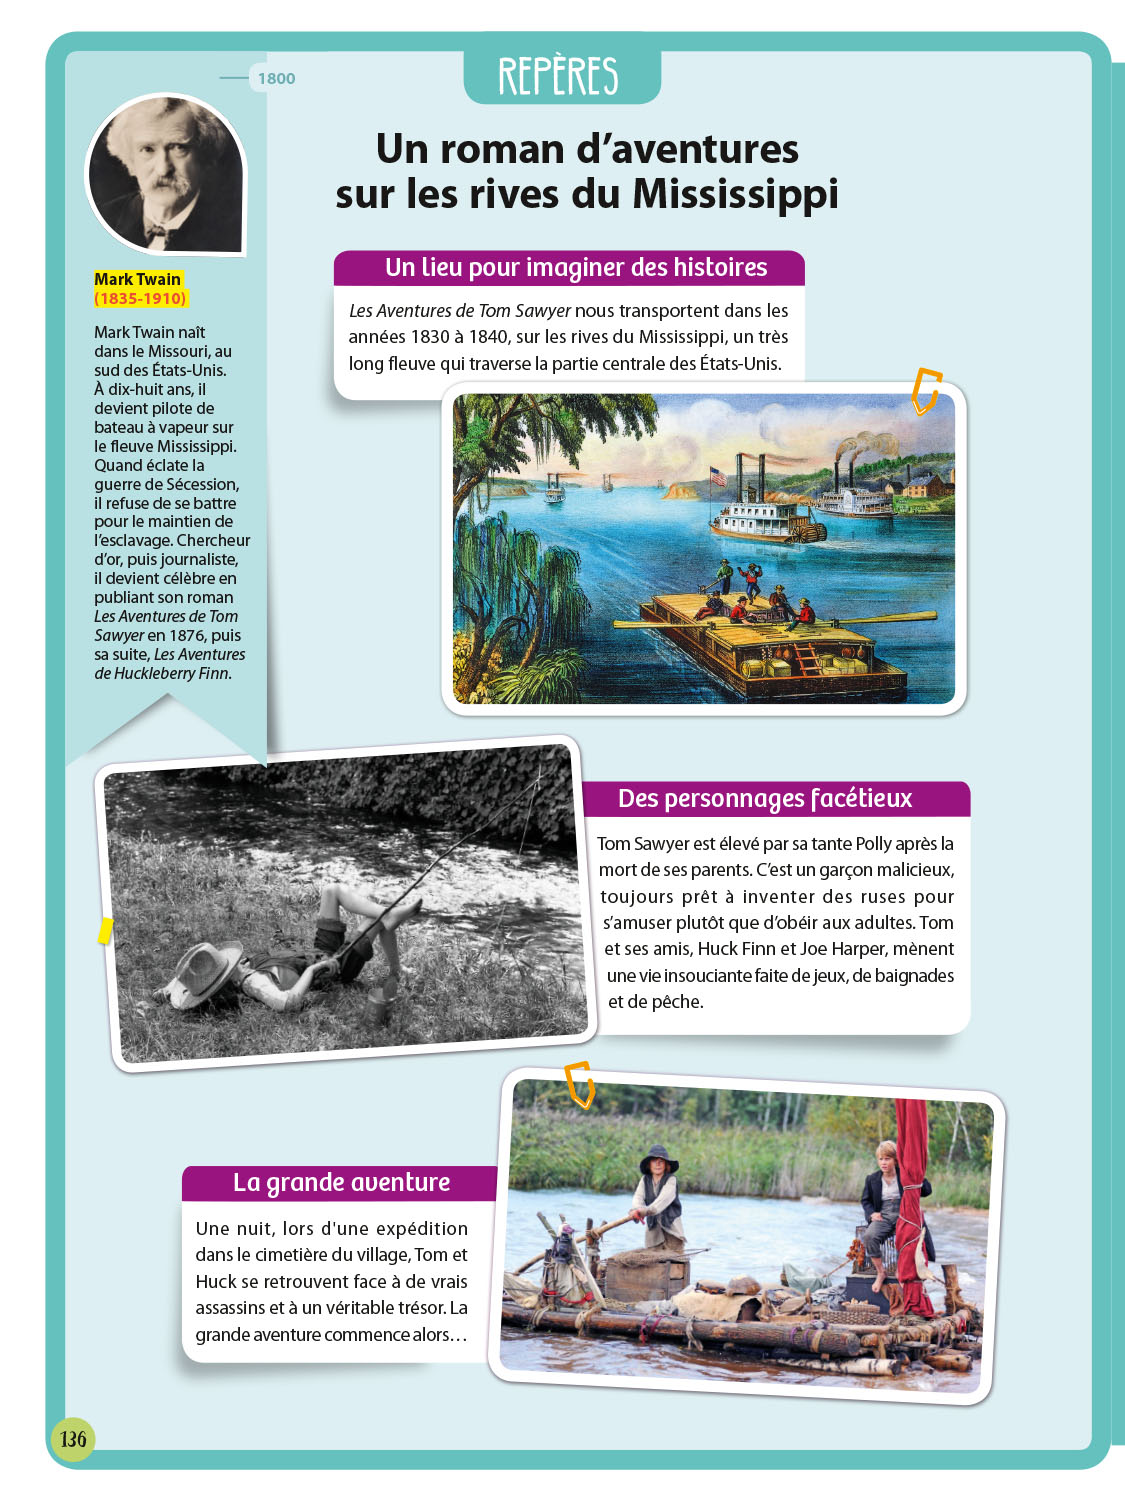 REPÈRES
1800
Un roman d’aventures
sur les rives du Mississippi
Mark Twain
(1835-1910)
Mark Twain naît
dans le Missouri, au
sud des États-Unis.
À dix-huit ans, il
devient pilote de
bateau à vapeur sur
le fleuve Mississippi.
Quand éclate la
guerre de Sécession,
il refuse de se battre
pour le maintien de
l’esclavage. Chercheur
d’or, puis journaliste,
il devient célèbre en
publiant son roman
Les Aventures de Tom
Sawyer en 1876, puis
sa suite, Les Aventures
de Huckleberry Finn.
Un lieu pour imaginer des histoires
Les Aventures de Tom Sawyer nous transportent dans les
années 1830 à 1840, sur les rives du Mississippi, un très
long fleuve qui traverse la partie centrale des États-Unis.
Des personnages facétieux
Tom Sawyer est élevé par sa tante Polly après la
mort de ses parents. C’est un garçon malicieux,
toujours prêt à inventer des ruses pour
s’amuser plutôt que d’obéir aux adultes. Tom
et ses amis, Huck Finn et Joe Harper, mènent
une vie insouciante faite de jeux, de baignades
et de pêche.
La grande aventure
Une nuit, lors d'une expédition
dans le cimetière du village, Tom et
Huck se retrouvent face à de vrais
assassins et à un véritable trésor. La
grande aventure commence alors…
136